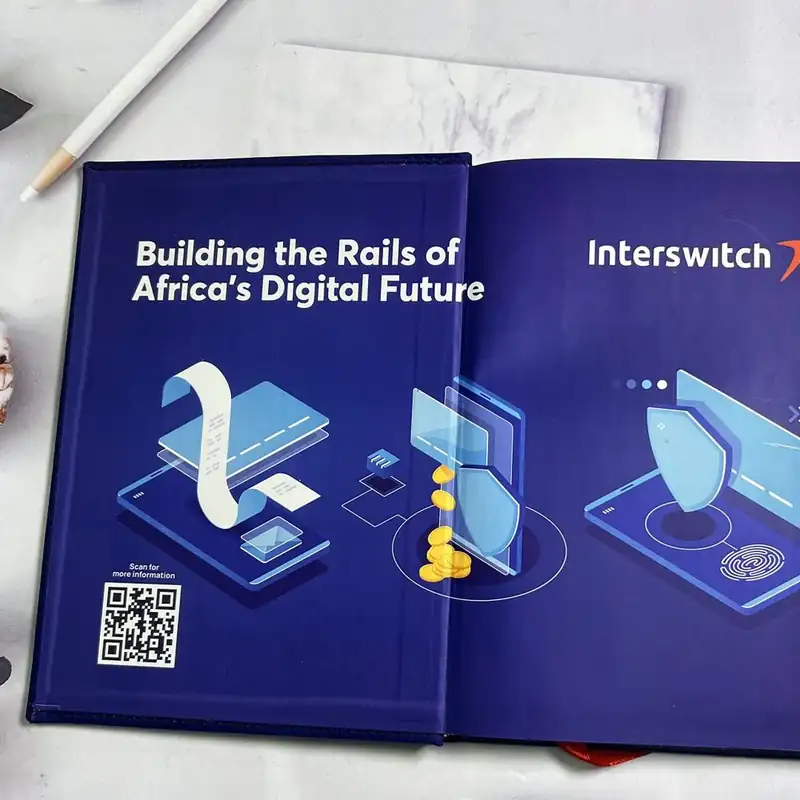 Building the Rails of
Africa's Digital Future
Interswitch
Scan for
more information